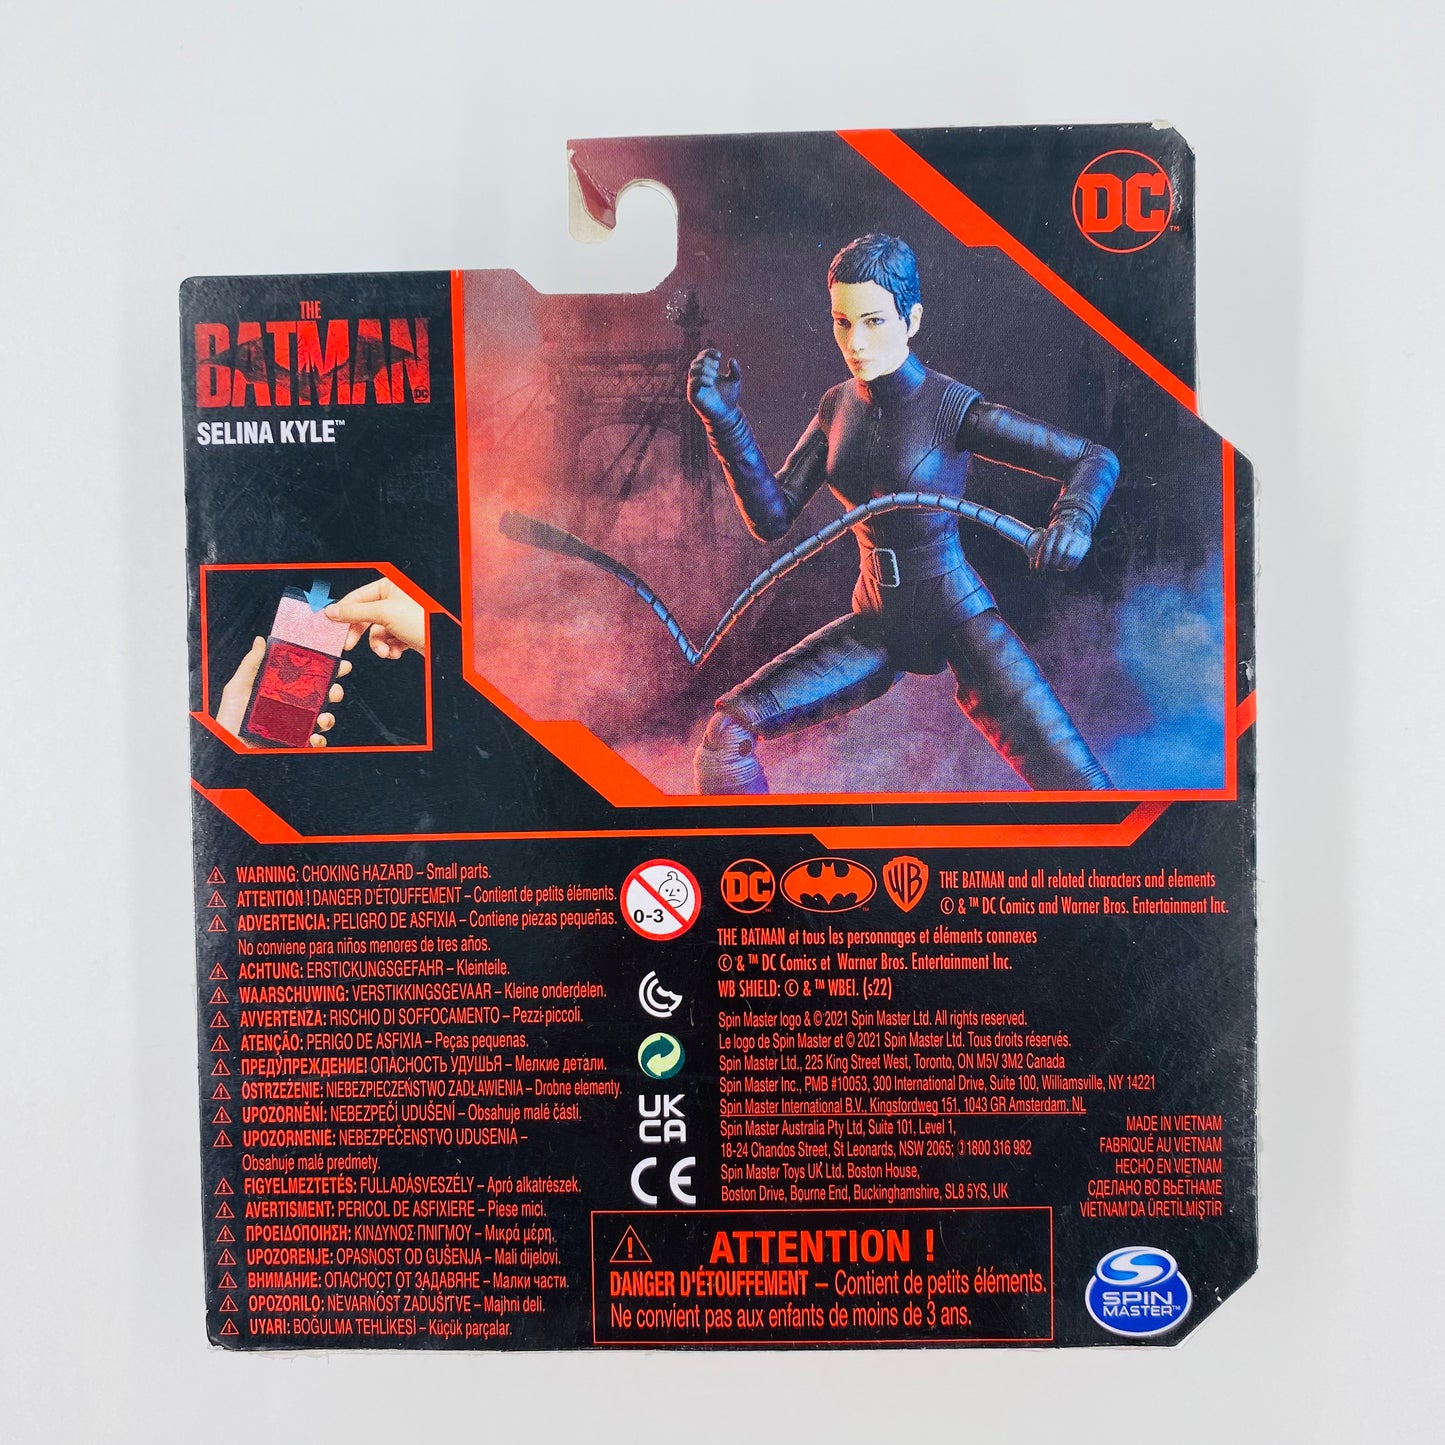 DC™
THE
BATMAN
DC
SELINA KYLE™
WARNING: CHOKING HAZARD – Small parts.
ATTENTION ! DANGER D'ÉTOUFFEMENT – Contient de petits éléments.
ADVERTENCIA: PELIGRO DE ASFIXIA – Contiene piezas pequeñas.
No conviene para niños menores de tres años.
ACHTUNG: ERSTICKUNGSGEFAHR – Kleinteile.
WAARSCHUWING: VERSTIKKINGSGEVAAR – Kleine onderdelen.
AVVERTENZA: RISCHIO DI SOFFOCAMENTO – Pezzi piccoli.
ATENÇÃO: PERIGO DE ASFIXIA – Peças pequenas.
ПРЕДУПРЕЖДЕНИЕ! ОПАСНОСТЬ УДУШЬЯ – Мелкие детали.
OSTRZEŻENIE: NIEBEZPIECZEŃSTWO ZADŁAWIENIA – Drobne elementy.
UPOZORNĚNÍ: NEBEZPEČÍ UDUŠENÍ – Obsahuje malé části.
UPOZORNENIE: NEBEZPEČENSTVO UDUSENIA –
Obsahuje malé predmety.
FIGYELMEZTETÉS: FULLADÁSVESZÉLY – Apró alkatrészek.
AVERTISMENT: PERICOL DE ASFIXIERE – Piese mici.
ΠΡΟΕΙΔΟΠΟΙΗΣΗ: ΚΙΝΔΥΝΟΣ ΠΝΙΓΜΟΥ – Μικρά μέρη.
UPOZORENJE: OPASNOST OD GUŠENJA – Mali dijelovi.
ВНИМАНИЕ: ОПАСНОСТ ОТ ЗАДАВЯНЕ – Малки части.
OPOZORILO: NEVARNOST ZADUŠITVE – Majhni deli.
UYARI: BOĞULMA TEHLİKESİ – Küçük parçalar.
0-3
UK
CA
CE
DC™ ™ WB
THE BATMAN and all related characters and elements
© & ™ DC Comics and Warner Bros. Entertainment Inc.
THE BATMAN et tous les personnages et éléments connexes
© & ™ DC Comics et Warner Bros. Entertainment Inc.
WB SHIELD: © & ™ WBEI. (s22)
Spin Master logo & © 2021 Spin Master Ltd. All rights reserved.
Le logo de Spin Master et © 2021 Spin Master Ltd. Tous droits réservés.
Spin Master Ltd., 225 King Street West, Toronto, ON M5V 3M2 Canada
Spin Master Inc., PMB #10053, 300 International Drive, Suite 100, Williamsville, NY 14221
Spin Master International B.V., Kingsfordweg 151, 1043 GR Amsterdam, NL
Spin Master Australia Pty Ltd, Suite 101, Level 1,
18-24 Chandos Street, St Leonards, NSW 2065; 1800 316 982
Spin Master Toys UK Ltd. Boston House,
Boston Drive, Bourne End, Buckinghamshire, SL8 5YS, UK
MADE IN VIETNAM
FABRIQUÉ AU VIETNAM
HECHO EN VIETNAM
СДЕЛАНО ВО ВЬЕТНАМЕ
VİETNAM'DA ÜRETİLMİŞTİR
ATTENTION !
DANGER D'ÉTOUFFEMENT – Contient de petits éléments.
Ne convient pas aux enfants de moins de 3 ans.
SPIN
MASTER™